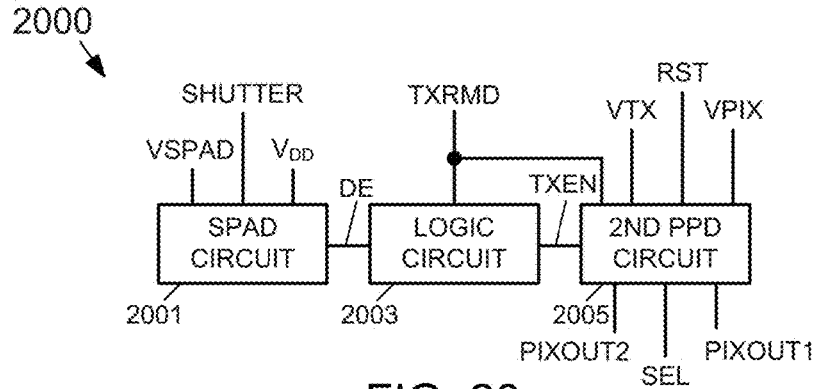 2000
SHUTTER
TXRMD
RST
VTX
VPIX
VSPAD
VDD
DE
TXEN
SPAD
CIRCUIT
LOGIC
CIRCUIT
2ND PPD
CIRCUIT
2001
2003
2005
PIXOUT2
SEL
PIXOUT1